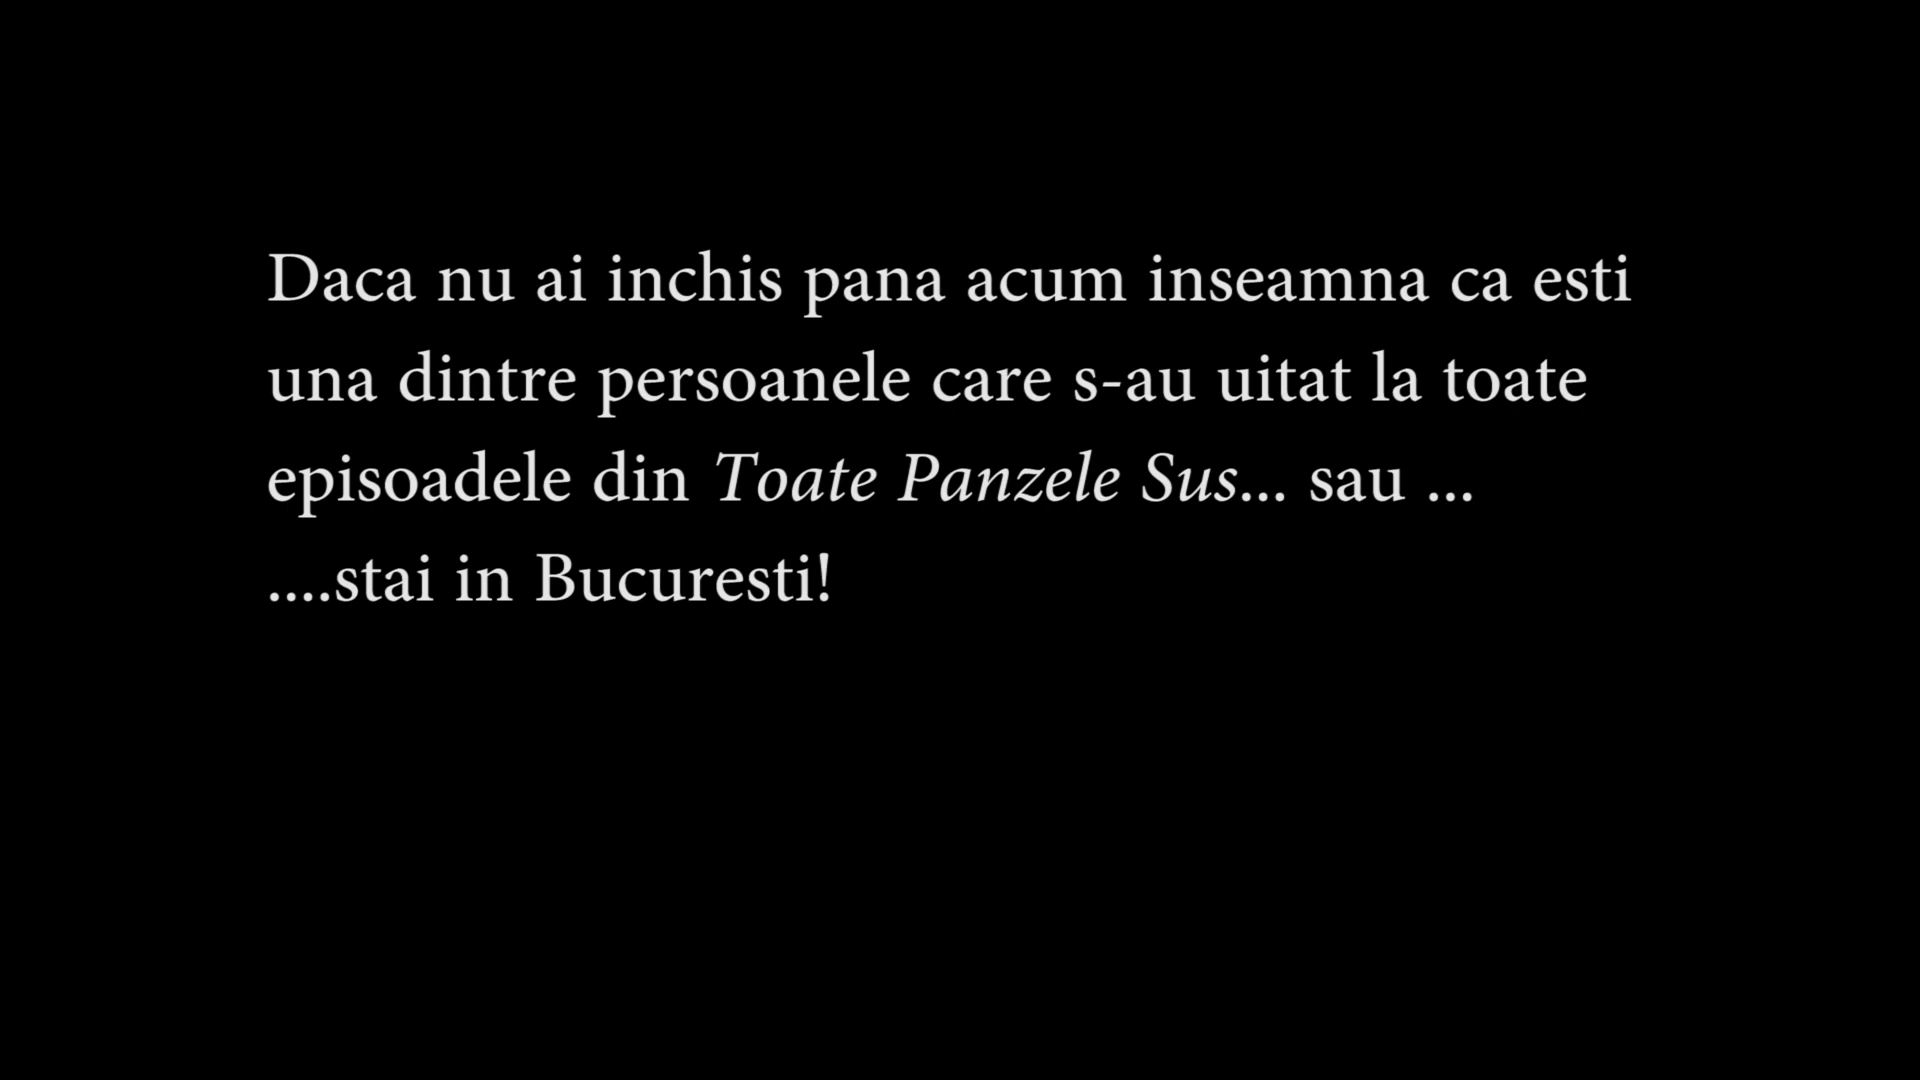 Daca nu ai inchis pana acum inseamna ca esti
una dintre persoanele care s-au uitat la toate
episoadele din Toate Panzele Sus... sau ...
....stai in Bucuresti!